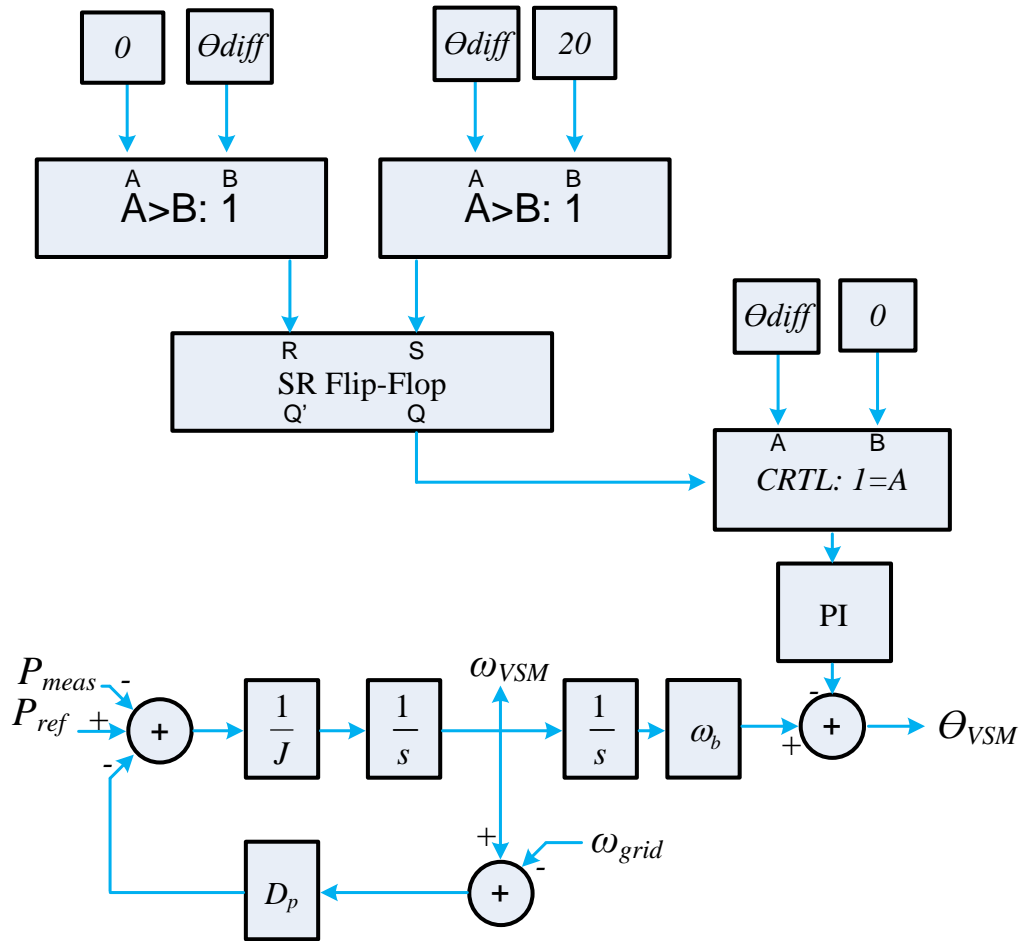 0
Θdiff
Θdiff
20
A B
A>B: 1
A B
A>B: 1
R S
SR Flip-Flop
Q' Q
Θdiff
0
A B
CRTL: 1=A
PI
P_meas
-
P_ref
+
-
+
1/J
1/s
ω_VSM
1/s
ω_b
-
+
+
Θ_VSM
D_p
+
+
-
ω_grid